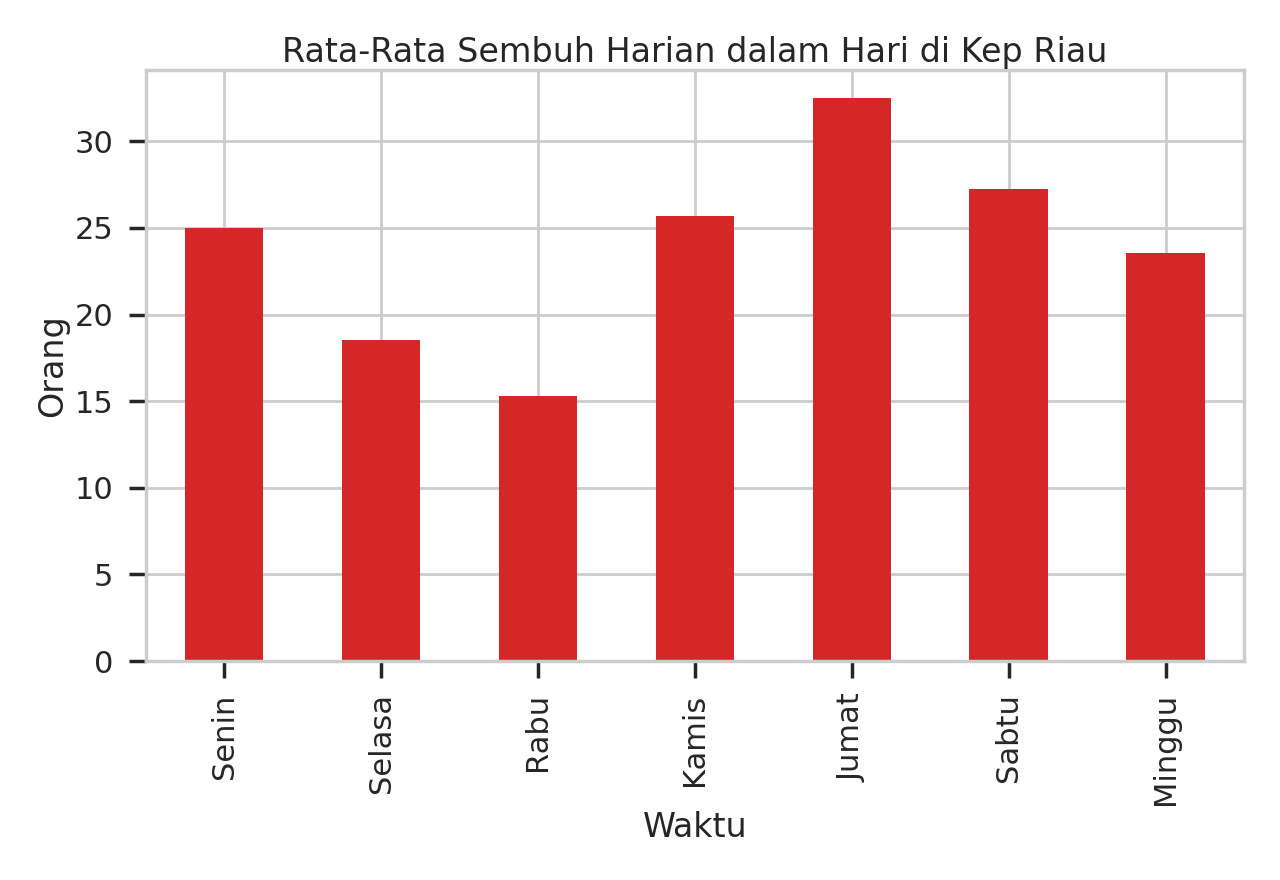 Rata-Rata Sembuh Harian dalam Hari di Kep Riau
Orang
30
25
20
15
10
5
0
Senin
Selasa
Rabu
Kamis
Jumat
Sabtu
Minggu
Waktu